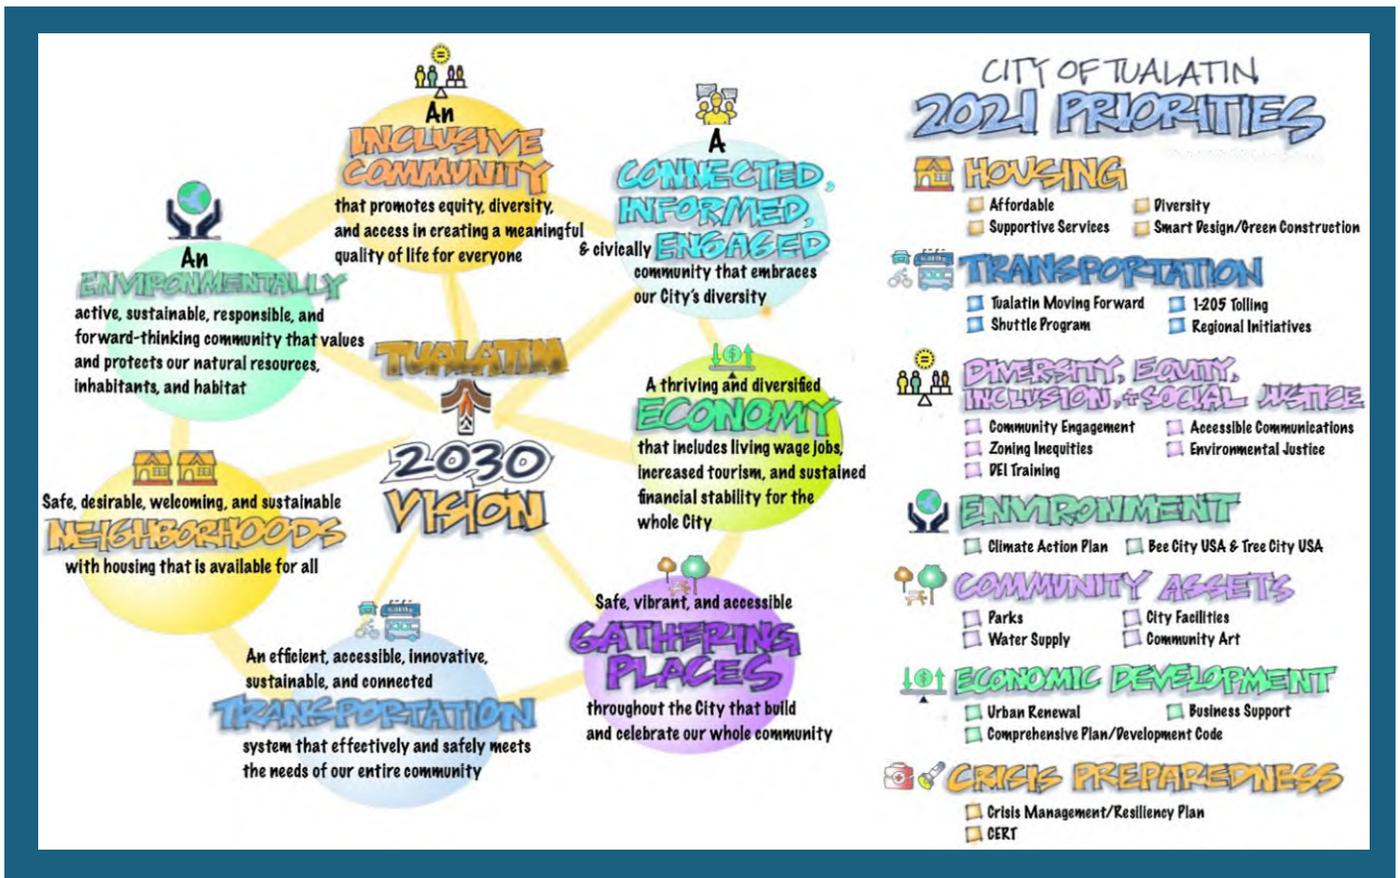 An
INCLUSIVE
COMMUNITY
that promotes equity, diversity,
and access in creating a meaningful
quality of life for everyone
A
CONNECTED,
INFORMED,
& civically ENGAGED
community that embraces
our City's diversity
An
ENVIRONMENTALLY
active, sustainable, responsible, and
forward-thinking community that values
and protects our natural resources,
inhabitants, and habitat
TUALATIN
2030
VISION
A thriving and diversified
ECONOMY
that includes living wage jobs,
increased tourism, and sustained
financial stability for the
whole City
Safe, desirable, welcoming, and sustainable
NEIGHBORHOODS
with housing that is available for all
Safe, vibrant, and accessible
GATHERING
PLACES
throughout the City that build
and celebrate our whole community
An efficient, accessible, innovative,
sustainable, and connected
TRANSPORTATION
system that effectively and safely meets
the needs of our entire community
CITY OF TUALATIN
2021 PRIORITIES
HOUSING
Affordable
Diversity
Supportive Services
Smart Design/Green Construction
TRANSPORTATION
Tualatin Moving Forward
I-205 Tolling
Shuttle Program
Regional Initiatives
DIVERSITY, EQUITY,
INCLUSION, + SOCIAL JUSTICE
Community Engagement
Accessible Communications
Zoning Inequities
Environmental Justice
DEI Training
ENVIRONMENT
Climate Action Plan
Bee City USA & Tree City USA
COMMUNITY ASSETS
Parks
City Facilities
Water Supply
Community Art
ECONOMIC DEVELOPMENT
Urban Renewal
Business Support
Comprehensive Plan/Development Code
CRISIS PREPAREDNESS
Crisis Management/Resiliency Plan
CERT